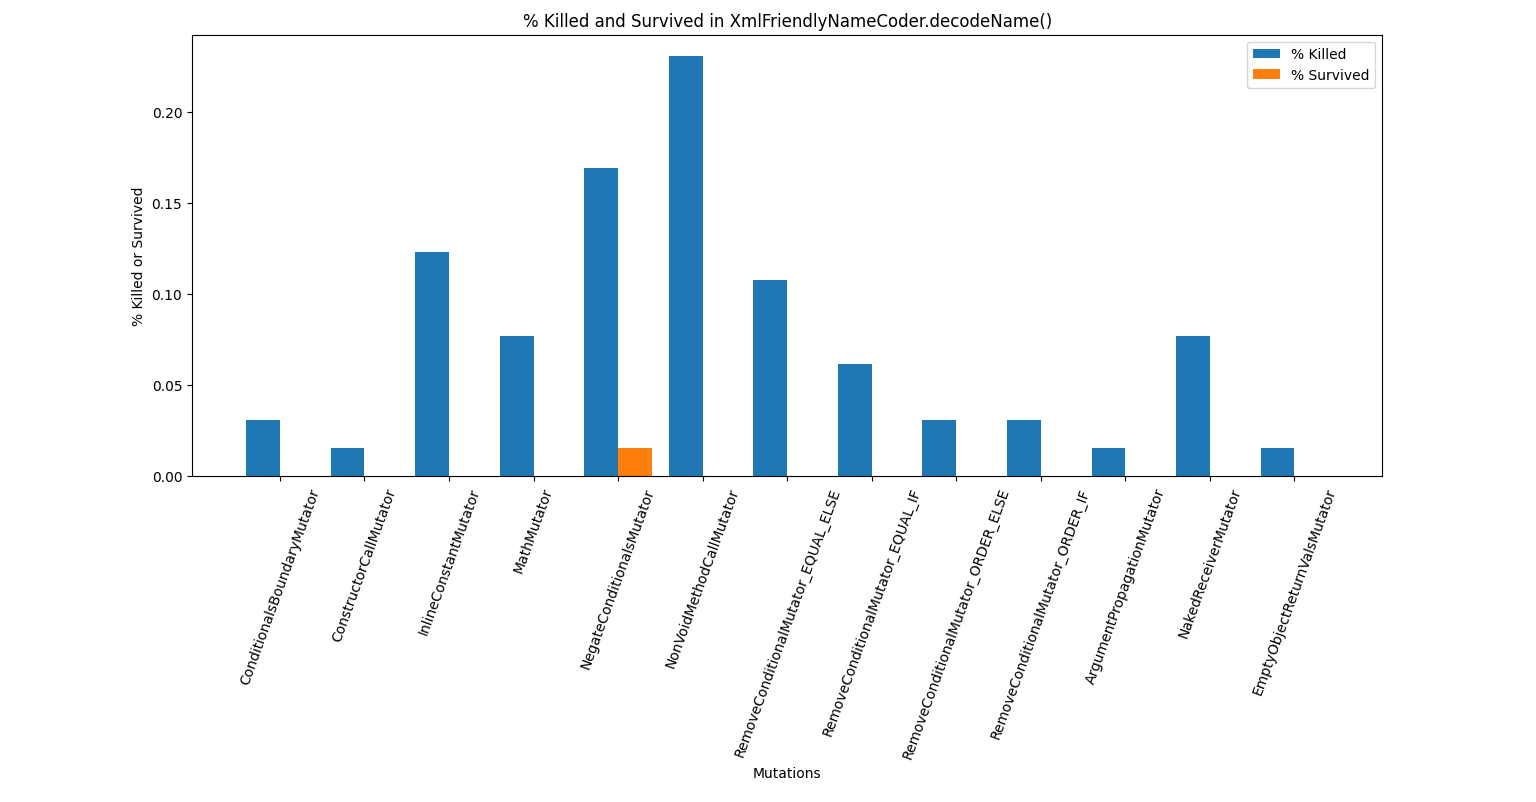 % Killed and Survived in XmlFriendlyNameCoder.decodeName()
% Killed
% Survived
% Killed or Survived
0.20
0.15
0.10
0.05
0.00
ConditionalsBoundaryMutator
ConstructorCallMutator
InlineConstantMutator
MathMutator
NegateConditionalsMutator
NonVoidMethodCallMutator
RemoveConditionalMutator_EQUAL_ELSE
RemoveConditionalMutator_EQUAL_IF
RemoveConditionalMutator_ORDER_ELSE
RemoveConditionalMutator_ORDER_IF
ArgumentPropagationMutator
NakedReceiverMutator
EmptyObjectReturnValsMutator
Mutations